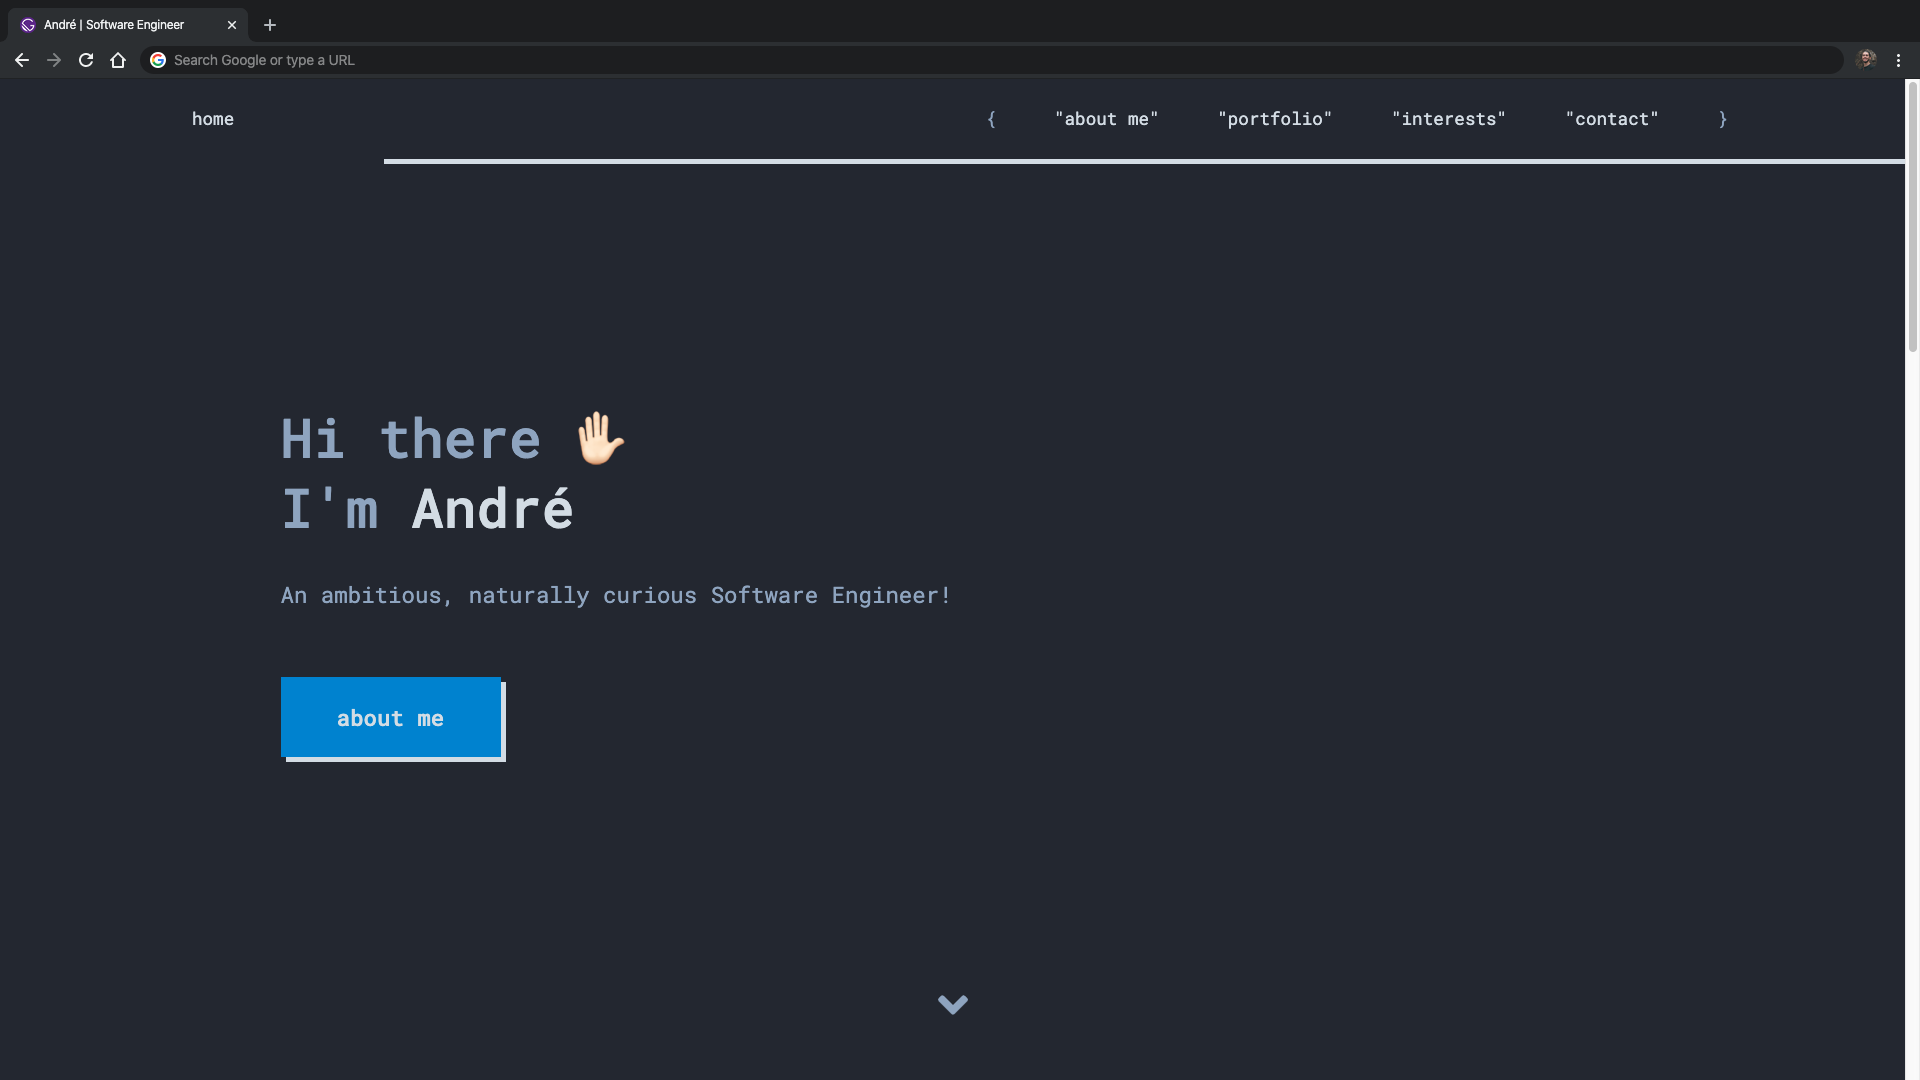 André | Software Engineer
Search Google or type a URL
home { "about me" "portfolio" "interests" "contact" }
Hi there 🖐🏻
I'm André
An ambitious, naturally curious Software Engineer!
about me